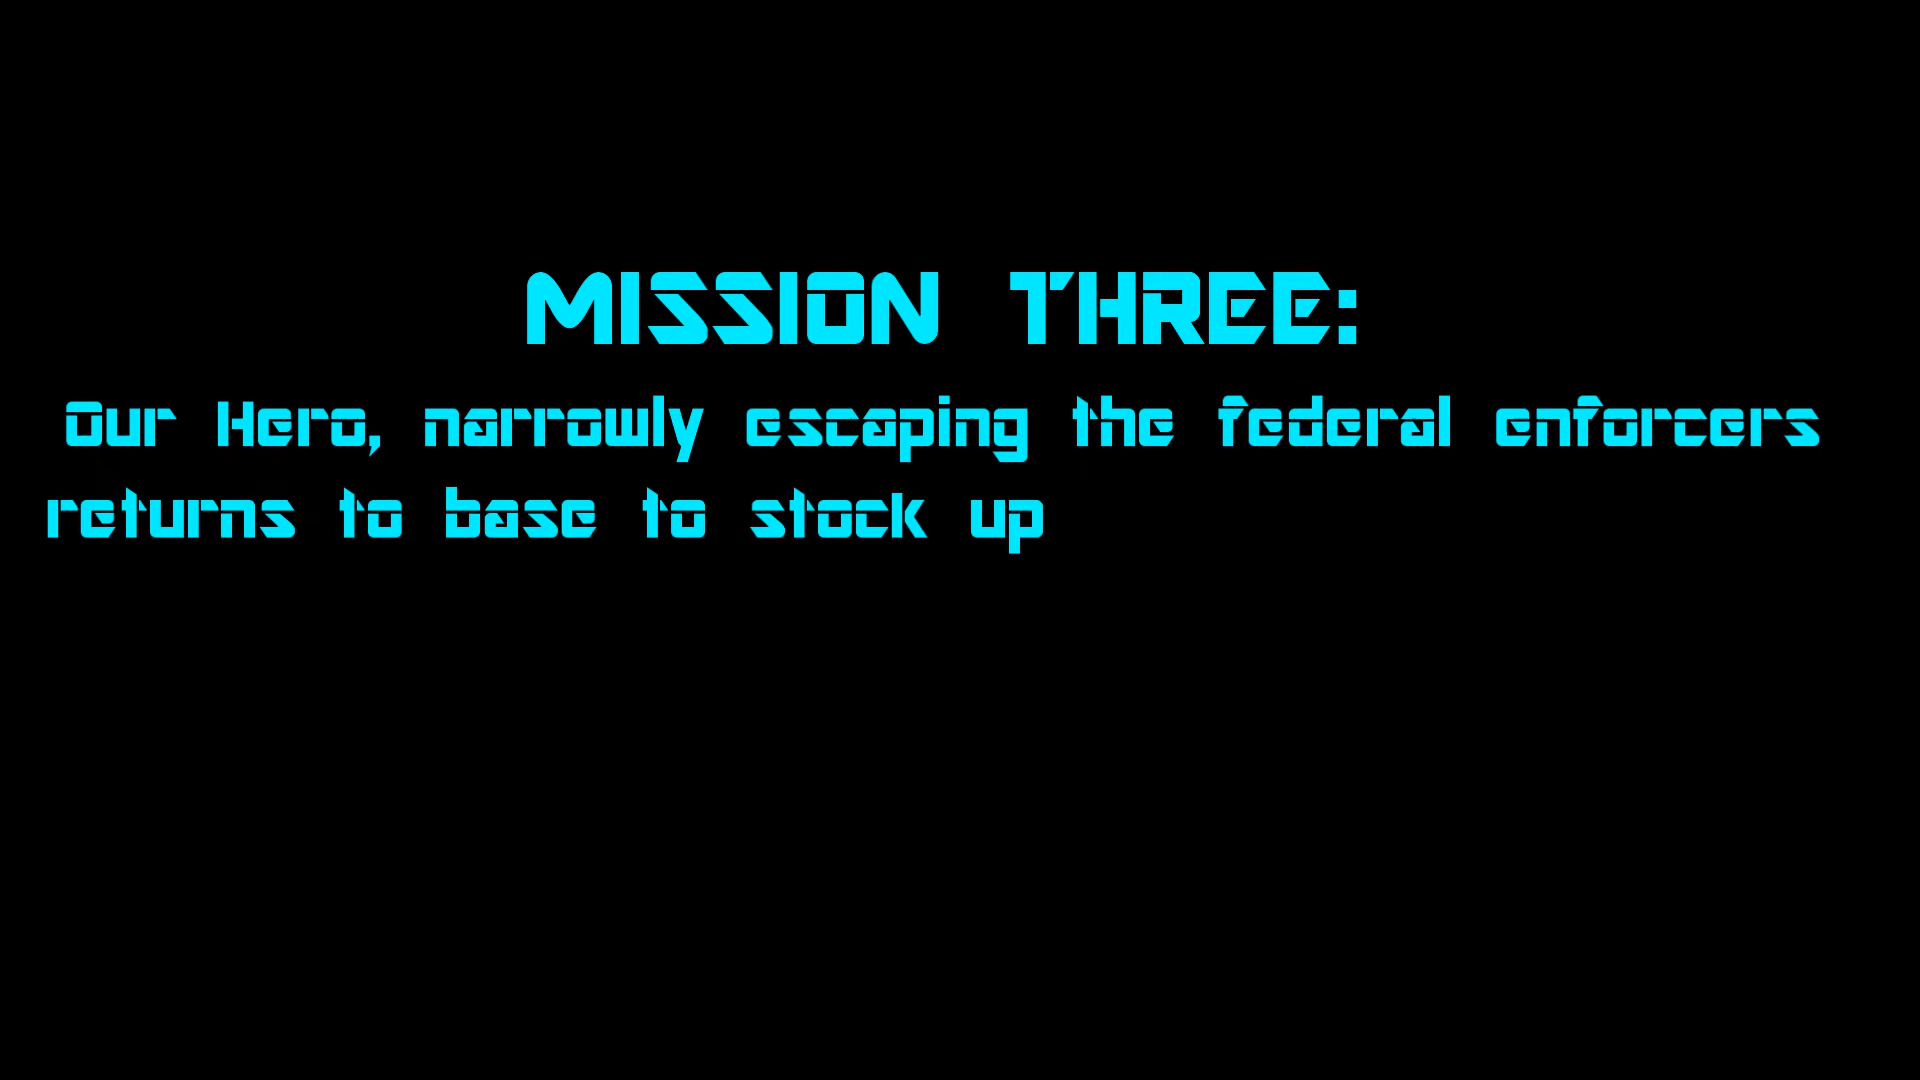 MISSION THREE:
Our Hero, narrowly escaping the federal enforcers
returns to base to stock up